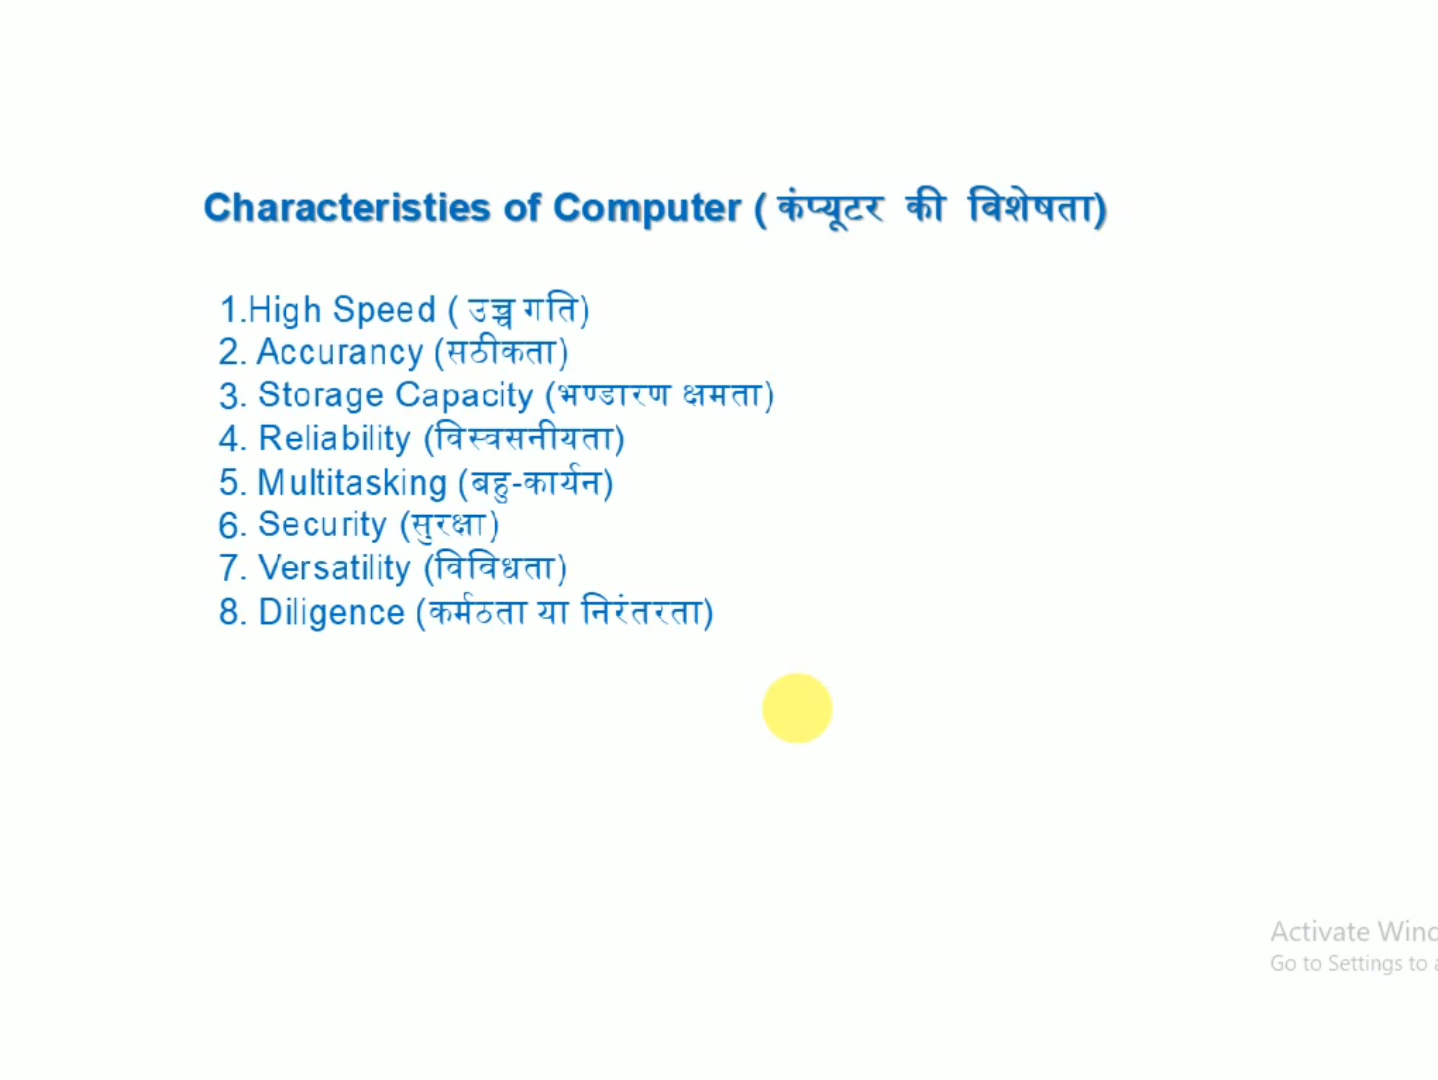 Characteristies of Computer ( कंप्यूटर की विशेषता)
1.High Speed ( उच्च गति)
2. Accurancy (सठीकता)
3. Storage Capacity (भण्डारण क्षमता)
4. Reliability (विस्वसनीयता)
5. Multitasking (बहु-कार्यन)
6. Security (सुरक्षा)
7. Versatility (विविधता)
8. Diligence (कर्मठता या निरंतरता)
Activate Winc
Go to Settings to a